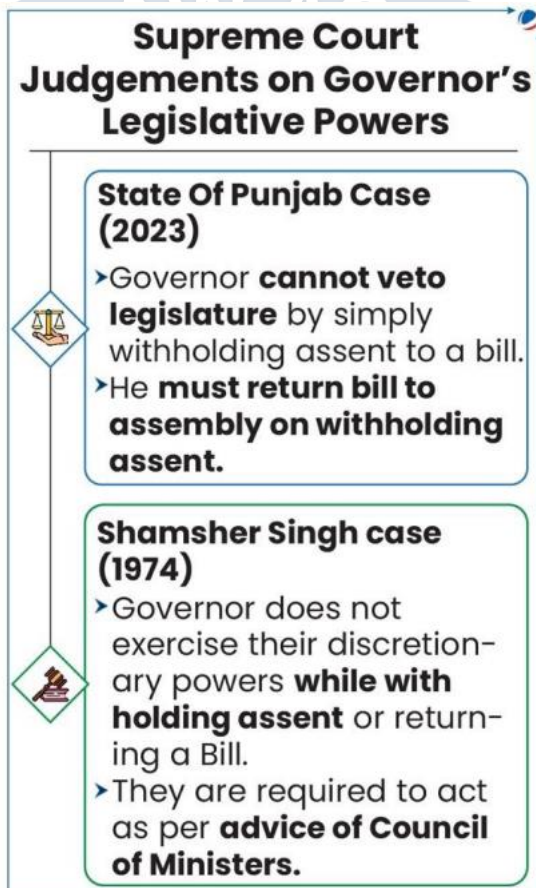 Supreme Court
Judgements on Governor's
Legislative Powers
State Of Punjab Case
(2023)
➤Governor cannot veto
legislature by simply
withholding assent to a bill.
➤He must return bill to
assembly on withholding
assent.
Shamsher Singh case
(1974)
➤Governor does not
exercise their discretion-
ary powers while with
holding assent or return-
ing a Bill.
➤They are required to act
as per advice of Council
of Ministers.